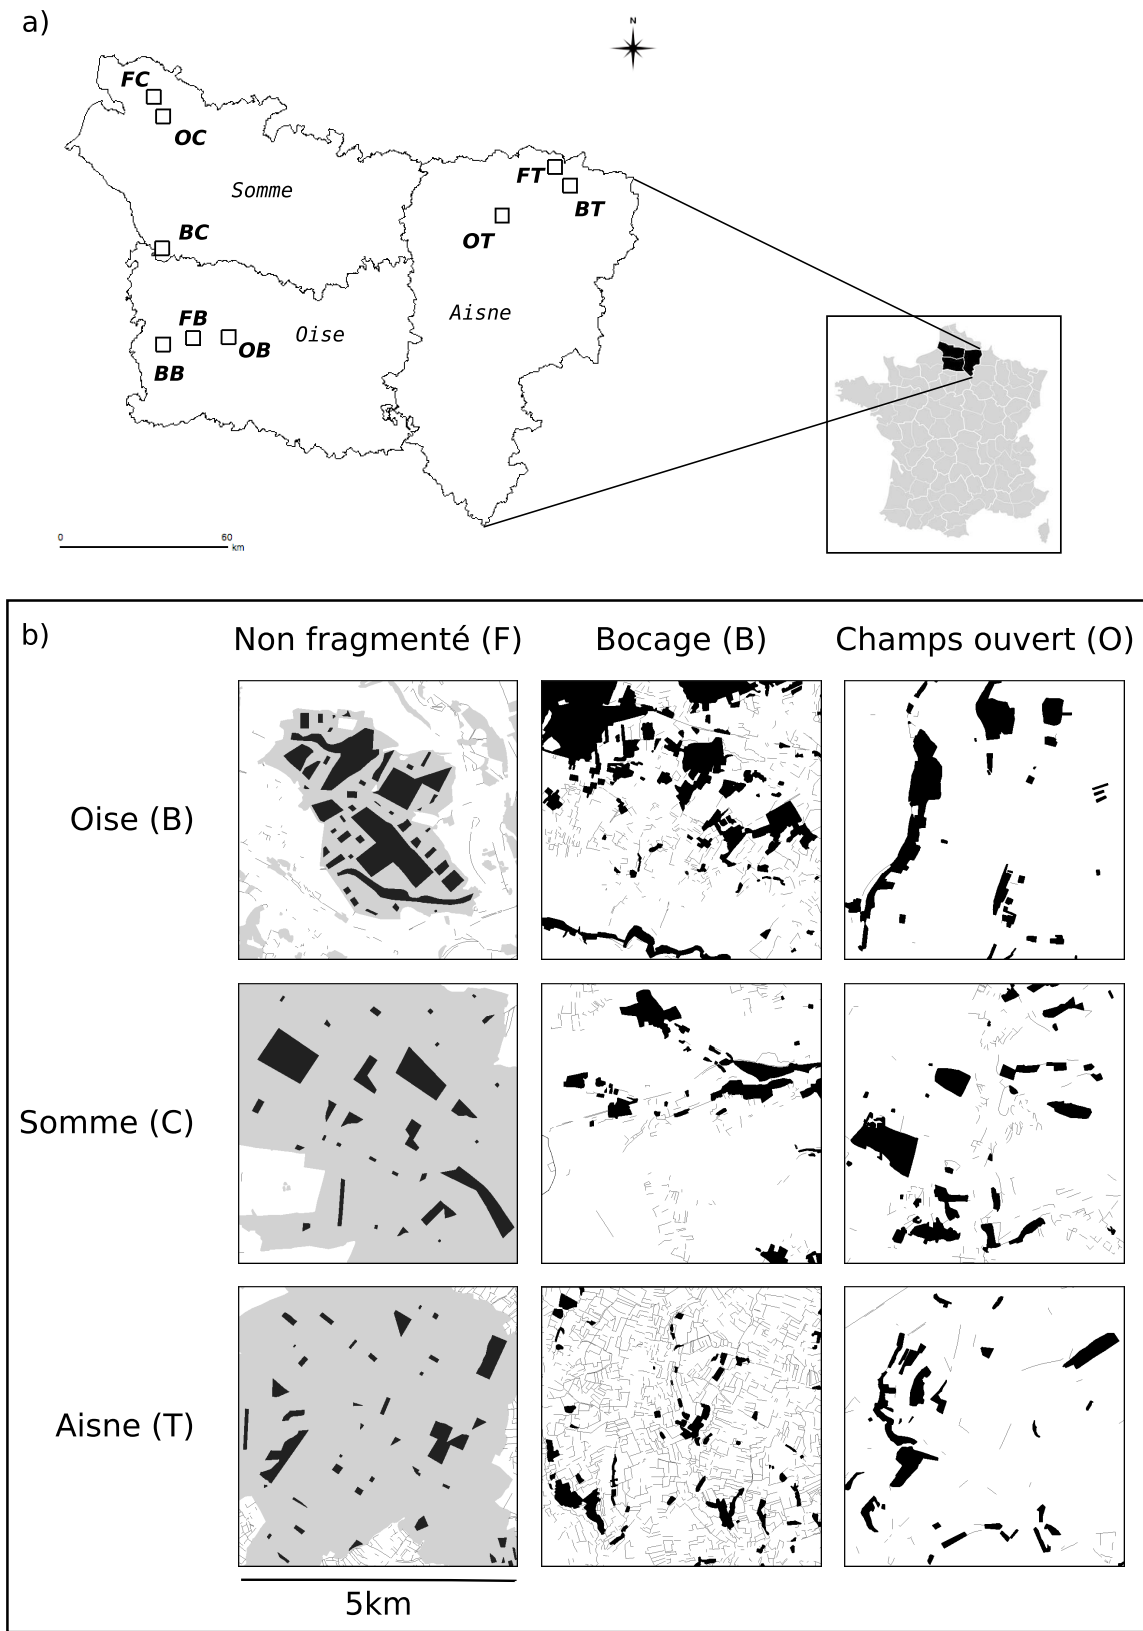 a)
N
FC
OC
Somme
FT
BT
OT
BC
Aisne
FB
Oise
OB
BB
0 60
km
b)
Non fragmenté (F) Bocage (B) Champs ouvert (O)
Oise (B)
Somme (C)
Aisne (T)
5km